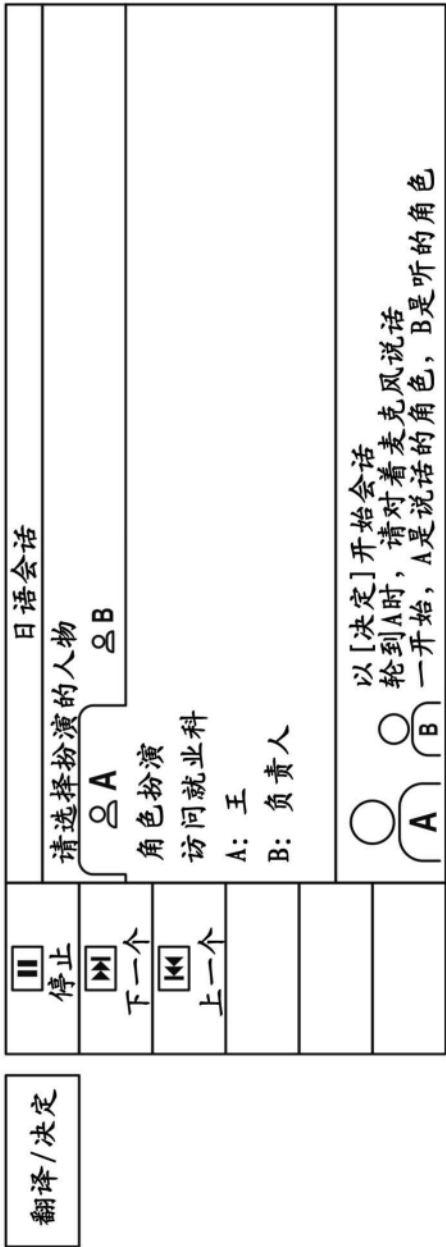 日语会话
请选择扮演的人物
A
B
角色扮演
访问就业科
A: 王
B: 负责人
A
B
以[决定]开始会话
轮到A时，请对着麦克风说话
一开始，A是说话的角色，B是听的角色
停止
下一个
上一个
翻译/决定